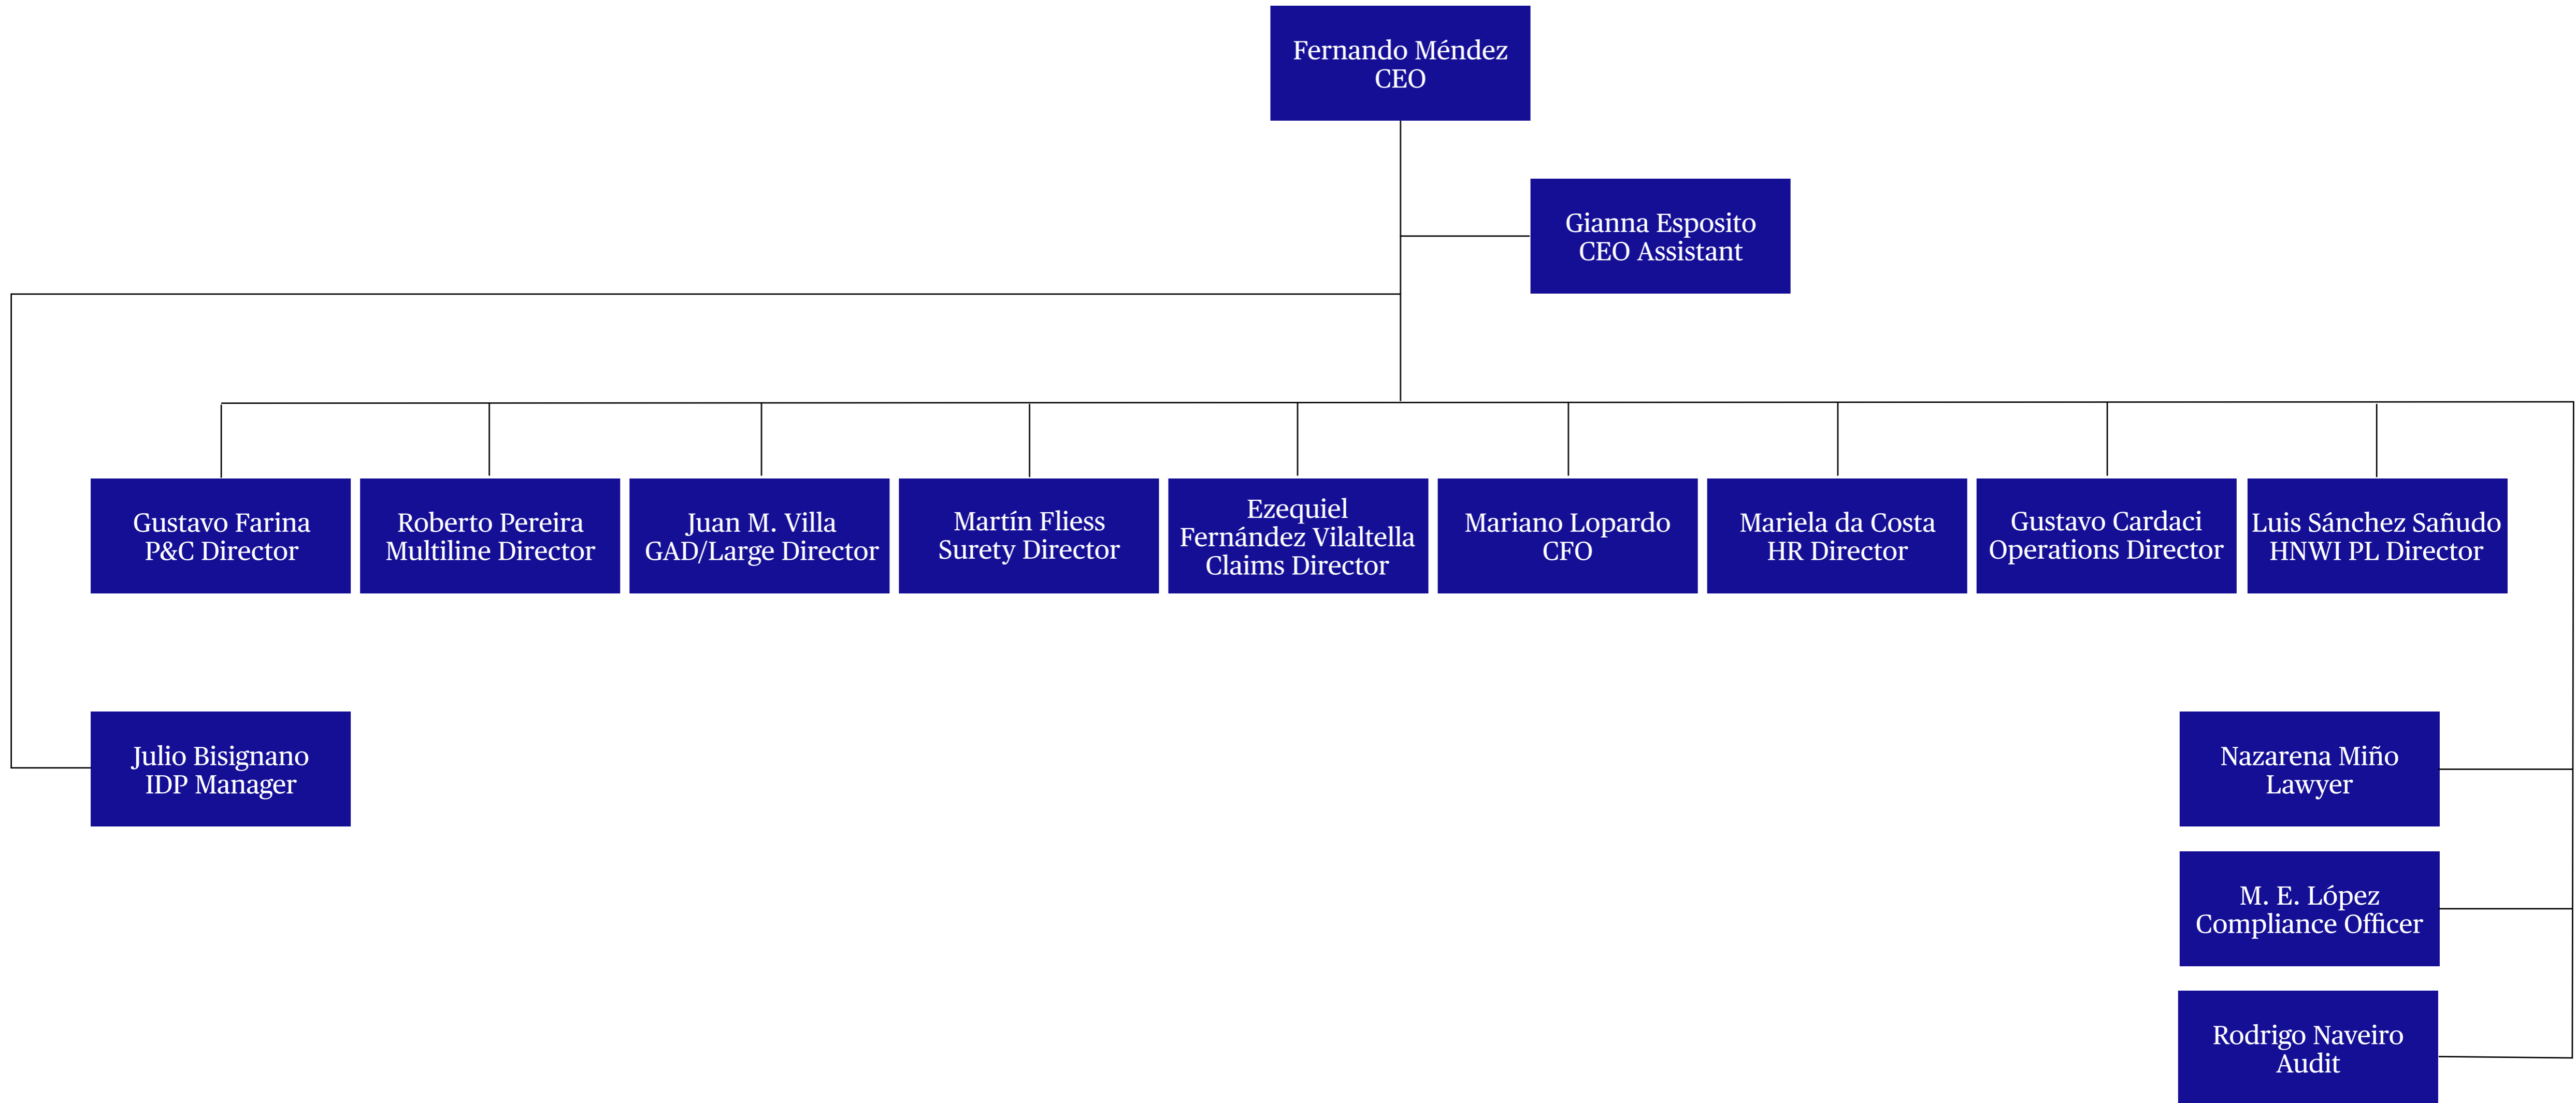 Fernando Méndez
CEO
Gianna Esposito
CEO Assistant
Gustavo Farina
P&C Director
Roberto Pereira
Multiline Director
Juan M. Villa
GAD/Large Director
Martín Fliess
Surety Director
Ezequiel
Fernández Vilaltella
Claims Director
Mariano Lopardo
CFO
Mariela da Costa
HR Director
Gustavo Cardaci
Operations Director
Luis Sánchez Sañudo
HNWI PL Director
Julio Bisignano
IDP Manager
Nazarena Miño
Lawyer
M. E. López
Compliance Officer
Rodrigo Naveiro
Audit